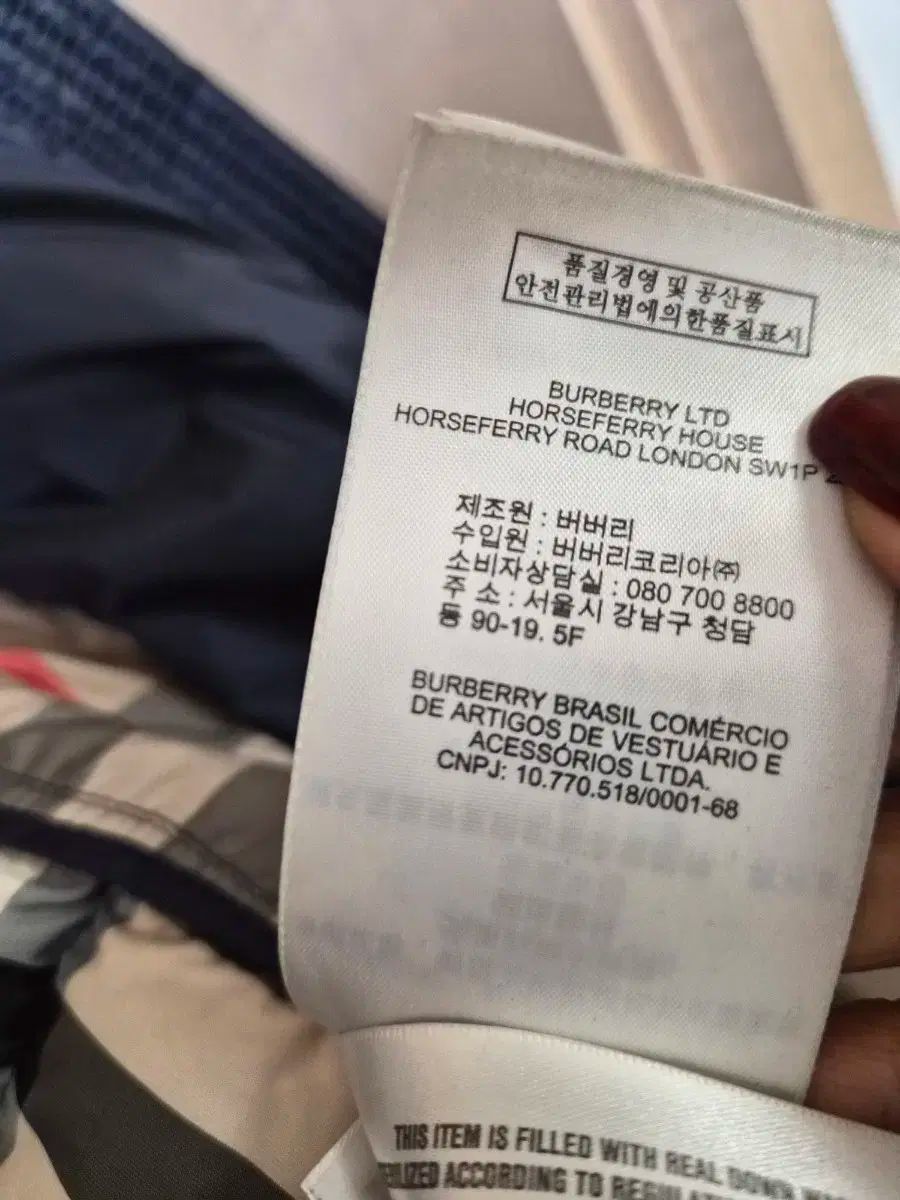 품질경영 및 공산품
안전관리법에의한품질표시
BURBERRY LTD
HORSEFERRY HOUSE
HORSEFERRY ROAD LONDON SW1P
제조원 : 버버리
수입원 : 버버리코리아㈜
소비자상담실 : 080 700 8800
주 소 : 서울시 강남구 청담
동 90-19. 5F
BURBERRY BRASIL COMÉRCIO
DE ARTIGOS DE VESTUÁRIO E
ACESSÓRIOS LTDA.
CNPJ: 10.770.518/0001-68
THIS ITEM IS FILLED WITH REAL DOWN
ACCORDING TO